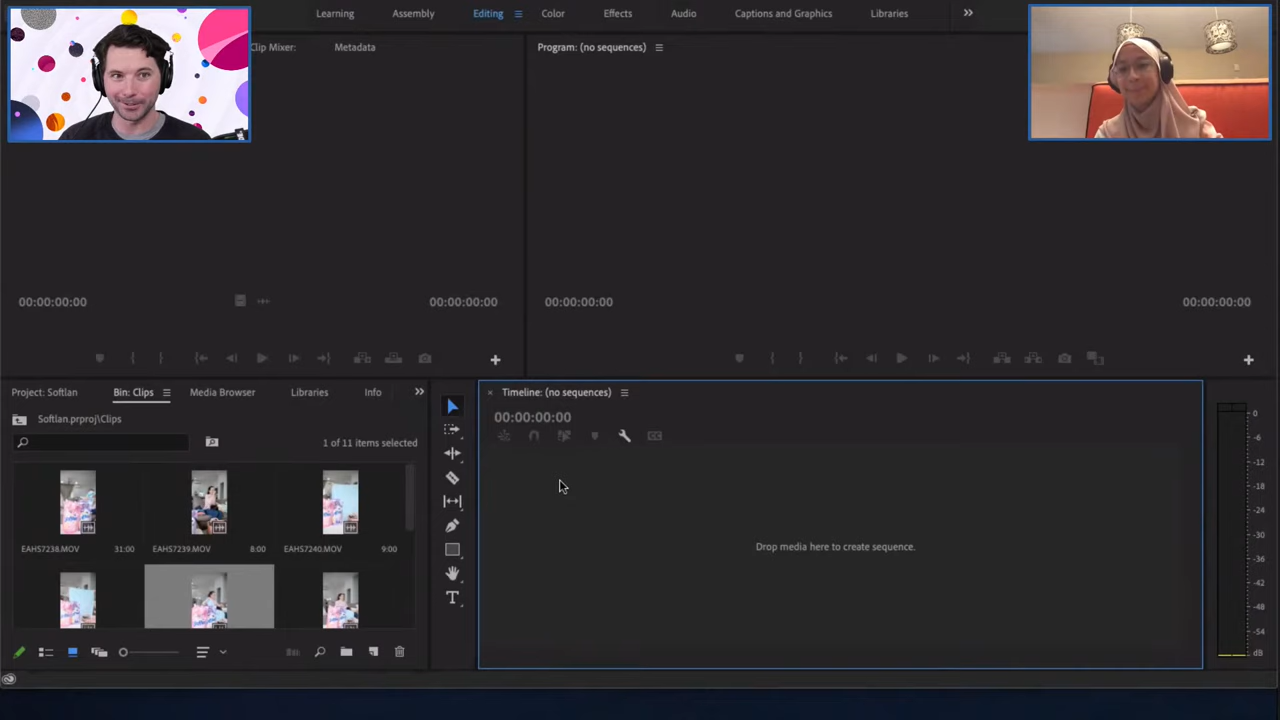 Learning Assembly Editing Color Effects Audio Captions and Graphics Libraries
Clip Mixer: Metadata Program: (no sequences)
00:00:00:00 00:00:00:00 00:00:00:00 00:00:00:00
Project: Softlan Bin: Clips Media Browser Libraries Info
Timeline: (no sequences)
00:00:00:00
Softlan.prproj\Clips
1 of 11 items selected
EAHS7238.MOV 31:00 EAHS7239.MOV 8:00 EAHS7240.MOV 9:00
Drop media here to create sequence.
0
-6
-12
-18
-24
-30
-36
-42
-48
-54
dB